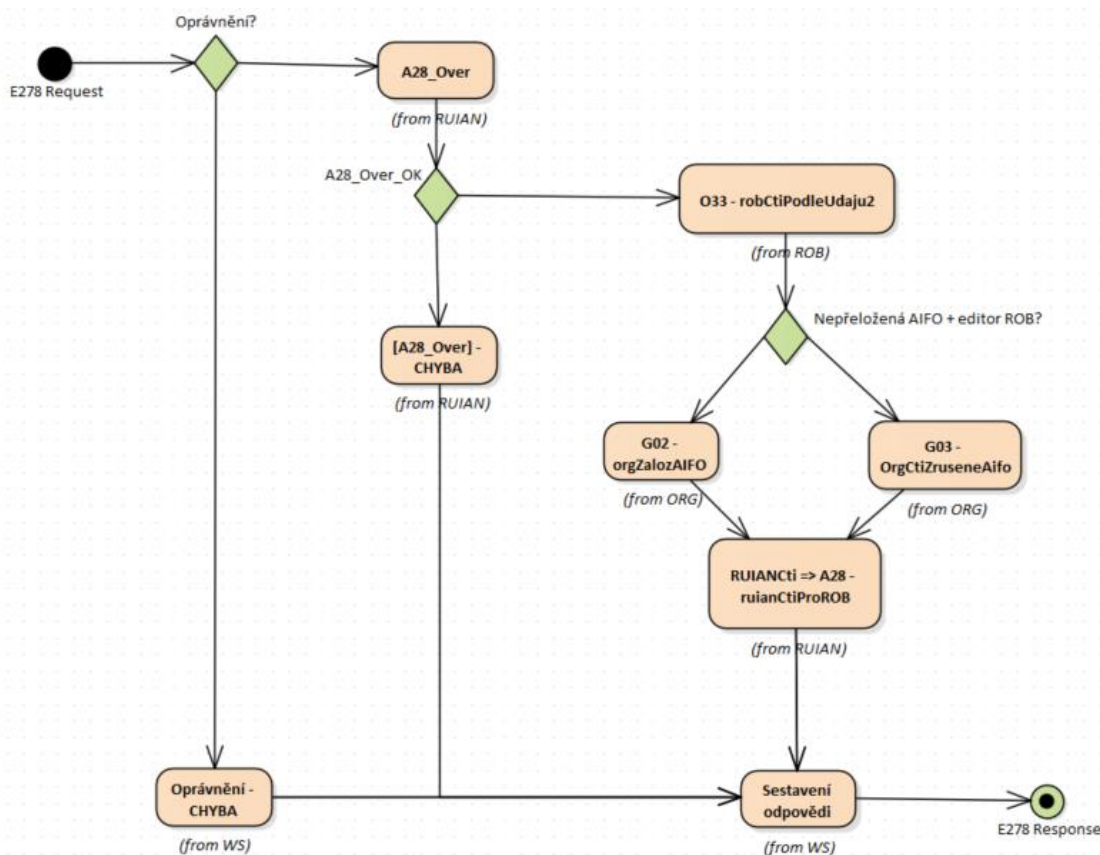 Oprávnění?
E278 Request
A28_Over
(from RUIAN)
A28_Over_OK
O33 - robCtiPodleUdaju2
(from ROB)
Nepřeložená AIFO + editor ROB?
[A28_Over] -
CHYBA
(from RUIAN)
G02 -
orgZalozAIFO
(from ORG)
G03 -
OrgCtiZruseneAifo
(from ORG)
RUIANCti => A28 -
ruianCtiProROB
(from RUIAN)
Oprávnění -
CHYBA
(from WS)
Sestavení
odpovědi
(from WS)
E278 Response